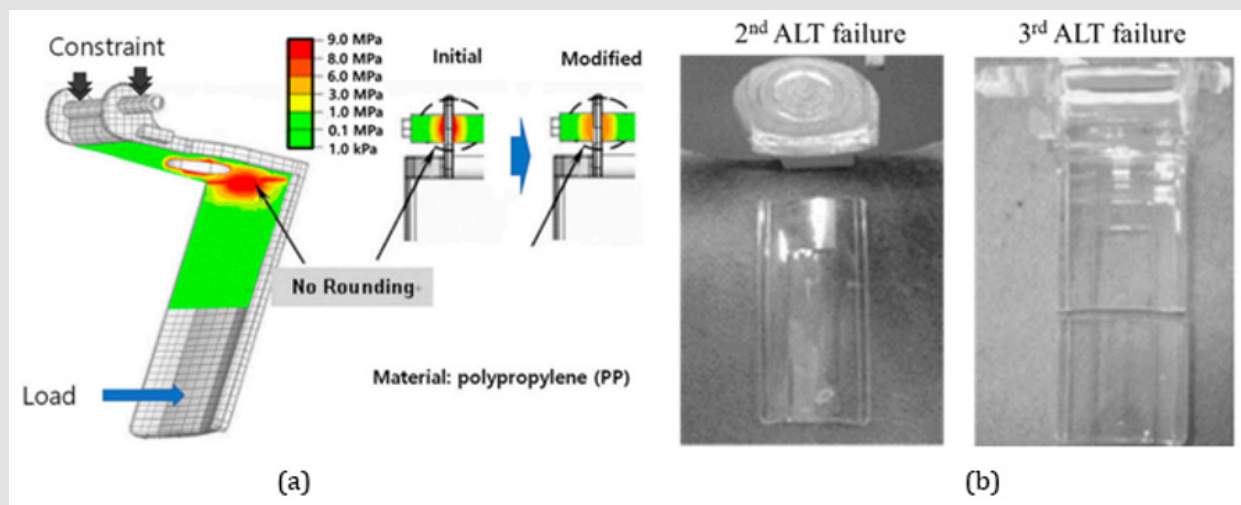 Constraint
9.0 MPa
8.0 MPa
6.0 MPa
3.0 MPa
1.0 MPa
0.1 MPa
1.0 kPa
Initial
Modified
No Rounding
Load
Material: polypropylene (PP)
(a)
2nd ALT failure
3rd ALT failure
(b)